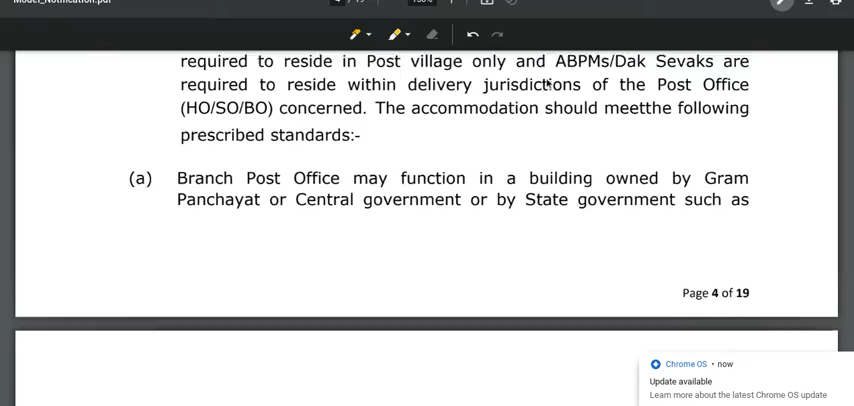 Model_Notification.pdf
required to reside in Post village only and ABPMs/Dak Sevaks are
required to reside within delivery jurisdictions of the Post Office
(HO/SO/BO) concerned. The accommodation should meetthe following
prescribed standards:-
(a) Branch Post Office may function in a building owned by Gram
Panchayat or Central government or by State government such as
Page 4 of 19
Chrome OS • now
Update available
Learn more about the latest Chrome OS update